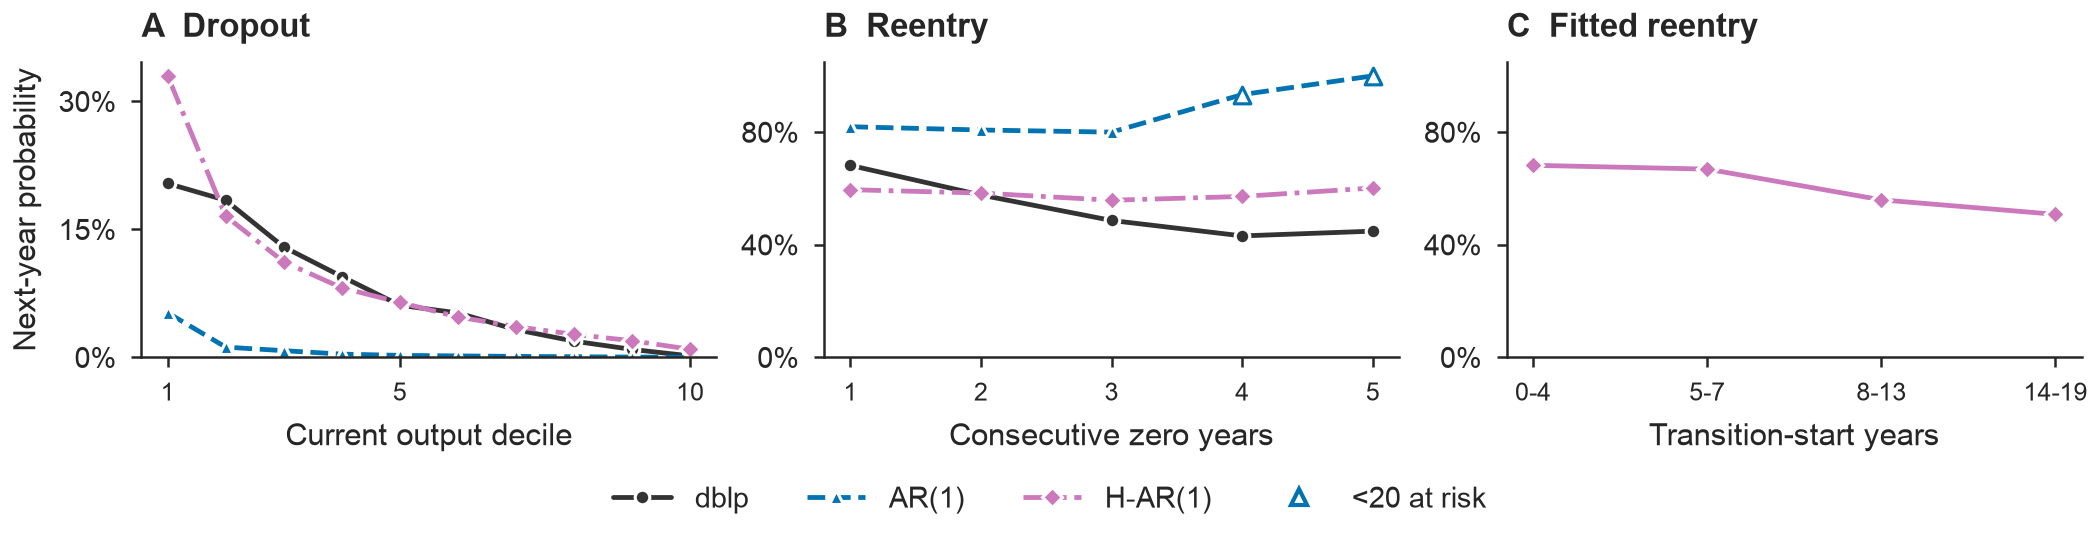 A Dropout
B Reentry
C Fitted reentry
Next-year probability
30%
15%
0%
1
5
10
Current output decile
80%
40%
0%
1
2
3
4
5
Consecutive zero years
80%
40%
0%
0-4
5-7
8-13
14-19
Transition-start years
dblp
AR(1)
H-AR(1)
<20 at risk